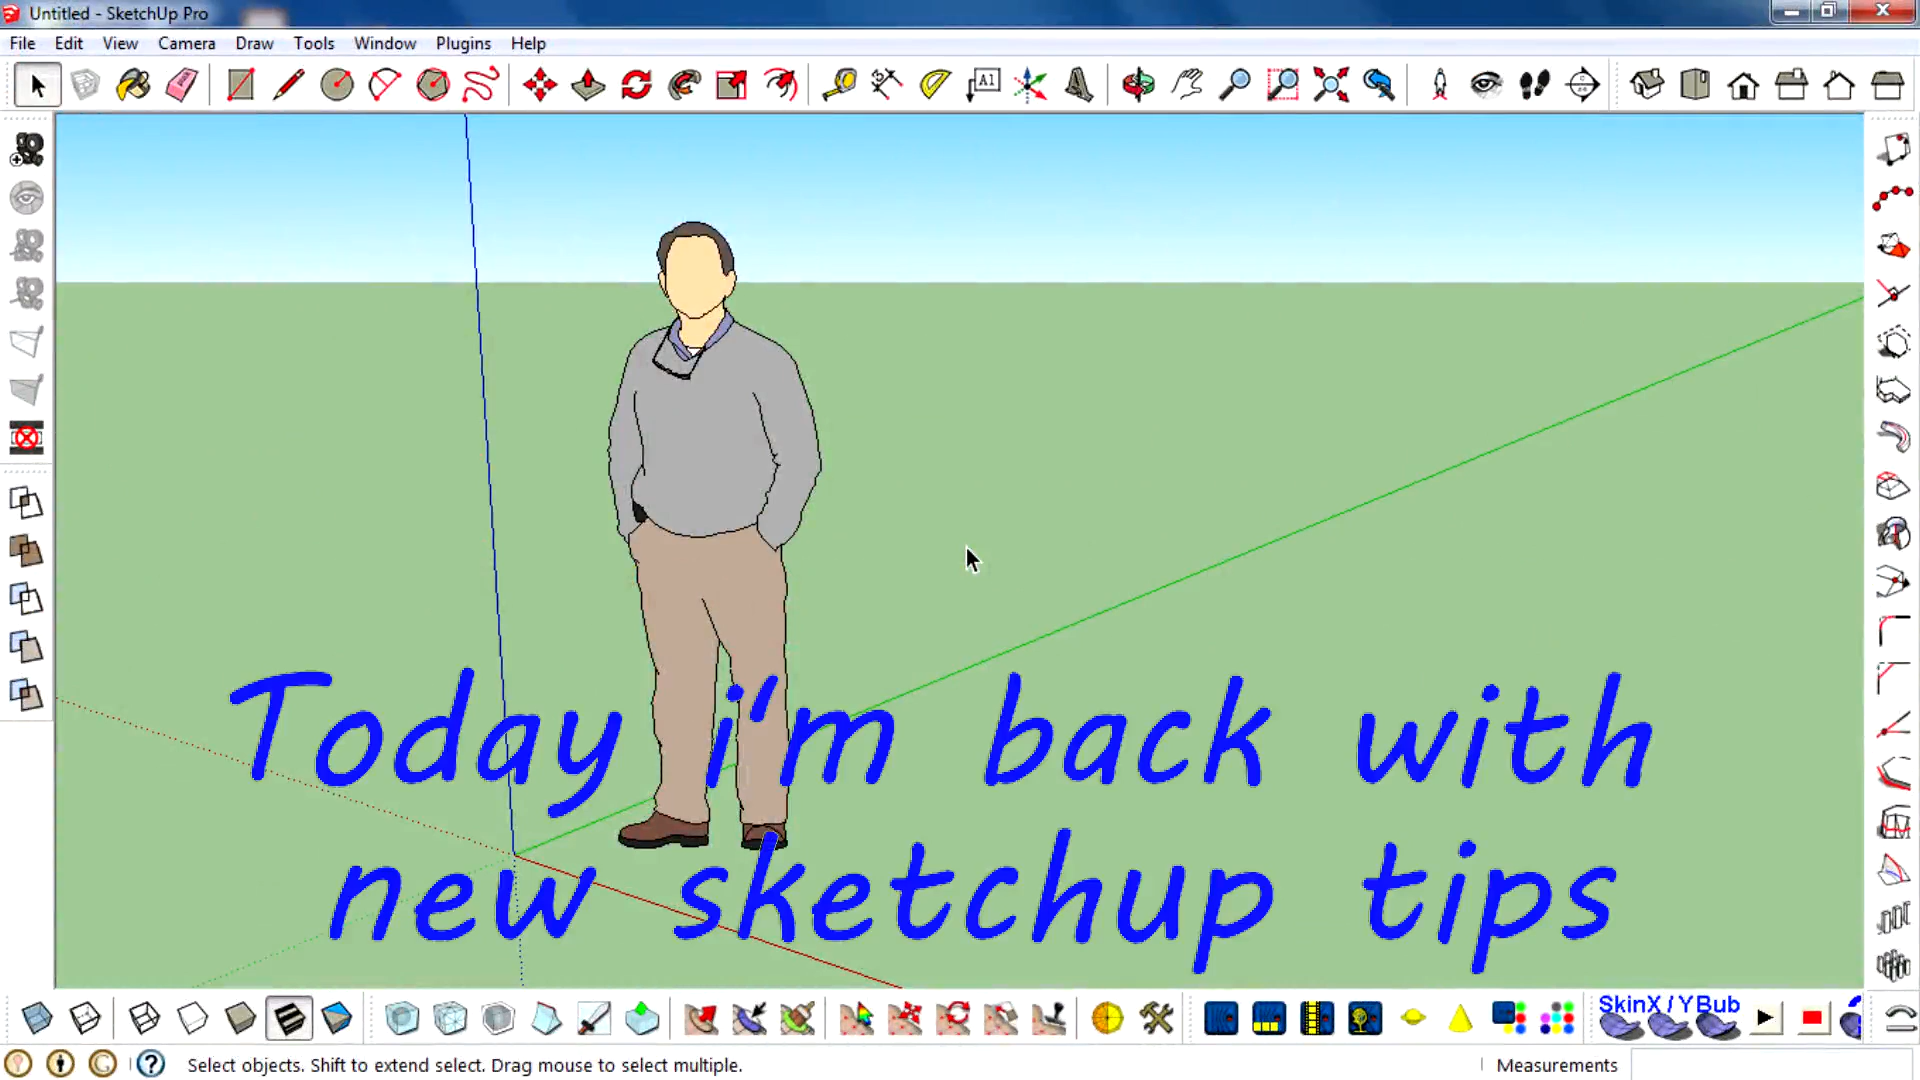 Untitled - SketchUp Pro
File Edit View Camera Draw Tools Window Plugins Help
A1
Today i'm back with
new sketchup tips
SkinX / YBub
Select objects. Shift to extend select. Drag mouse to select multiple.
Measurements